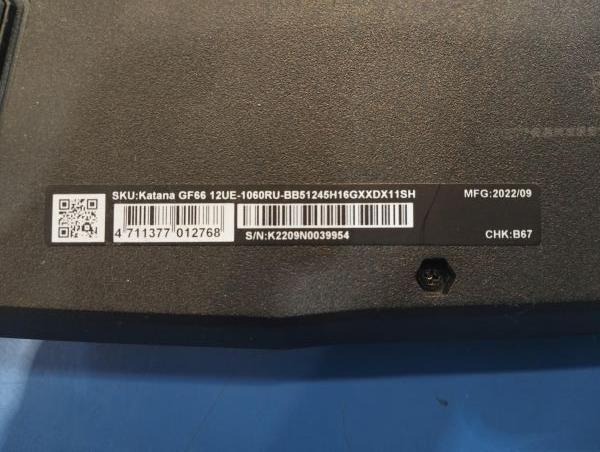 SKU:Katana GF66 12UE-1060RU-BB51245H16GXXDX11SH
MFG:2022/09
4 711377 012768
S/N:K2209N0039954
CHK:B67